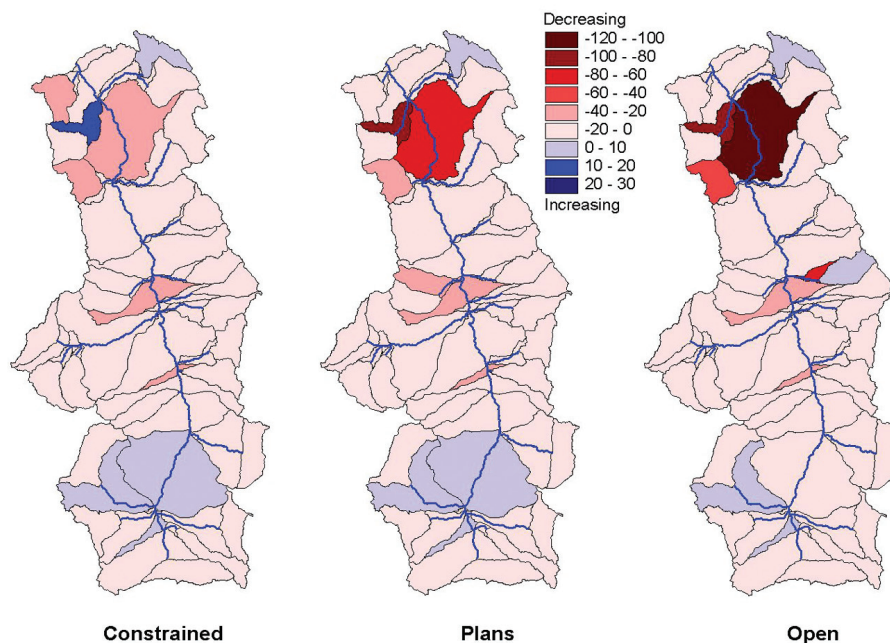 Decreasing
-120 - -100
-100 - -80
-80 - -60
-60 - -40
-40 - -20
-20 - 0
0 - 10
10 - 20
20 - 30
Increasing
Constrained
Plans
Open